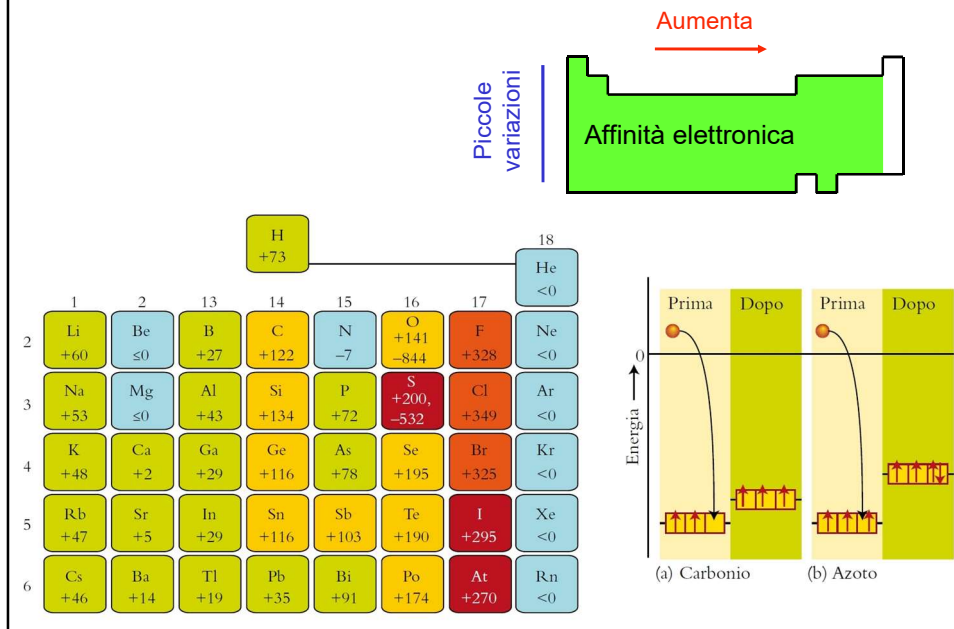 Aumenta
Piccole
variazioni
Affinità elettronica
H
+73
18
He
<0
1
2
13
14
15
16
17
2
Li
+60
Be
≤0
B
+27
C
+122
N
–7
O
+141
–844
F
+328
Ne
<0
3
Na
+53
Mg
≤0
Al
+43
Si
+134
P
+72
S
+200,
–532
Cl
+349
Ar
<0
4
K
+48
Ca
+2
Ga
+29
Ge
+116
As
+78
Se
+195
Br
+325
Kr
<0
5
Rb
+47
Sr
+5
In
+29
Sn
+116
Sb
+103
Te
+190
I
+295
Xe
<0
6
Cs
+46
Ba
+14
Tl
+19
Pb
+35
Bi
+91
Po
+174
At
+270
Rn
<0
Prima
Dopo
Prima
Dopo
0
Energia
(a) Carbonio
(b) Azoto